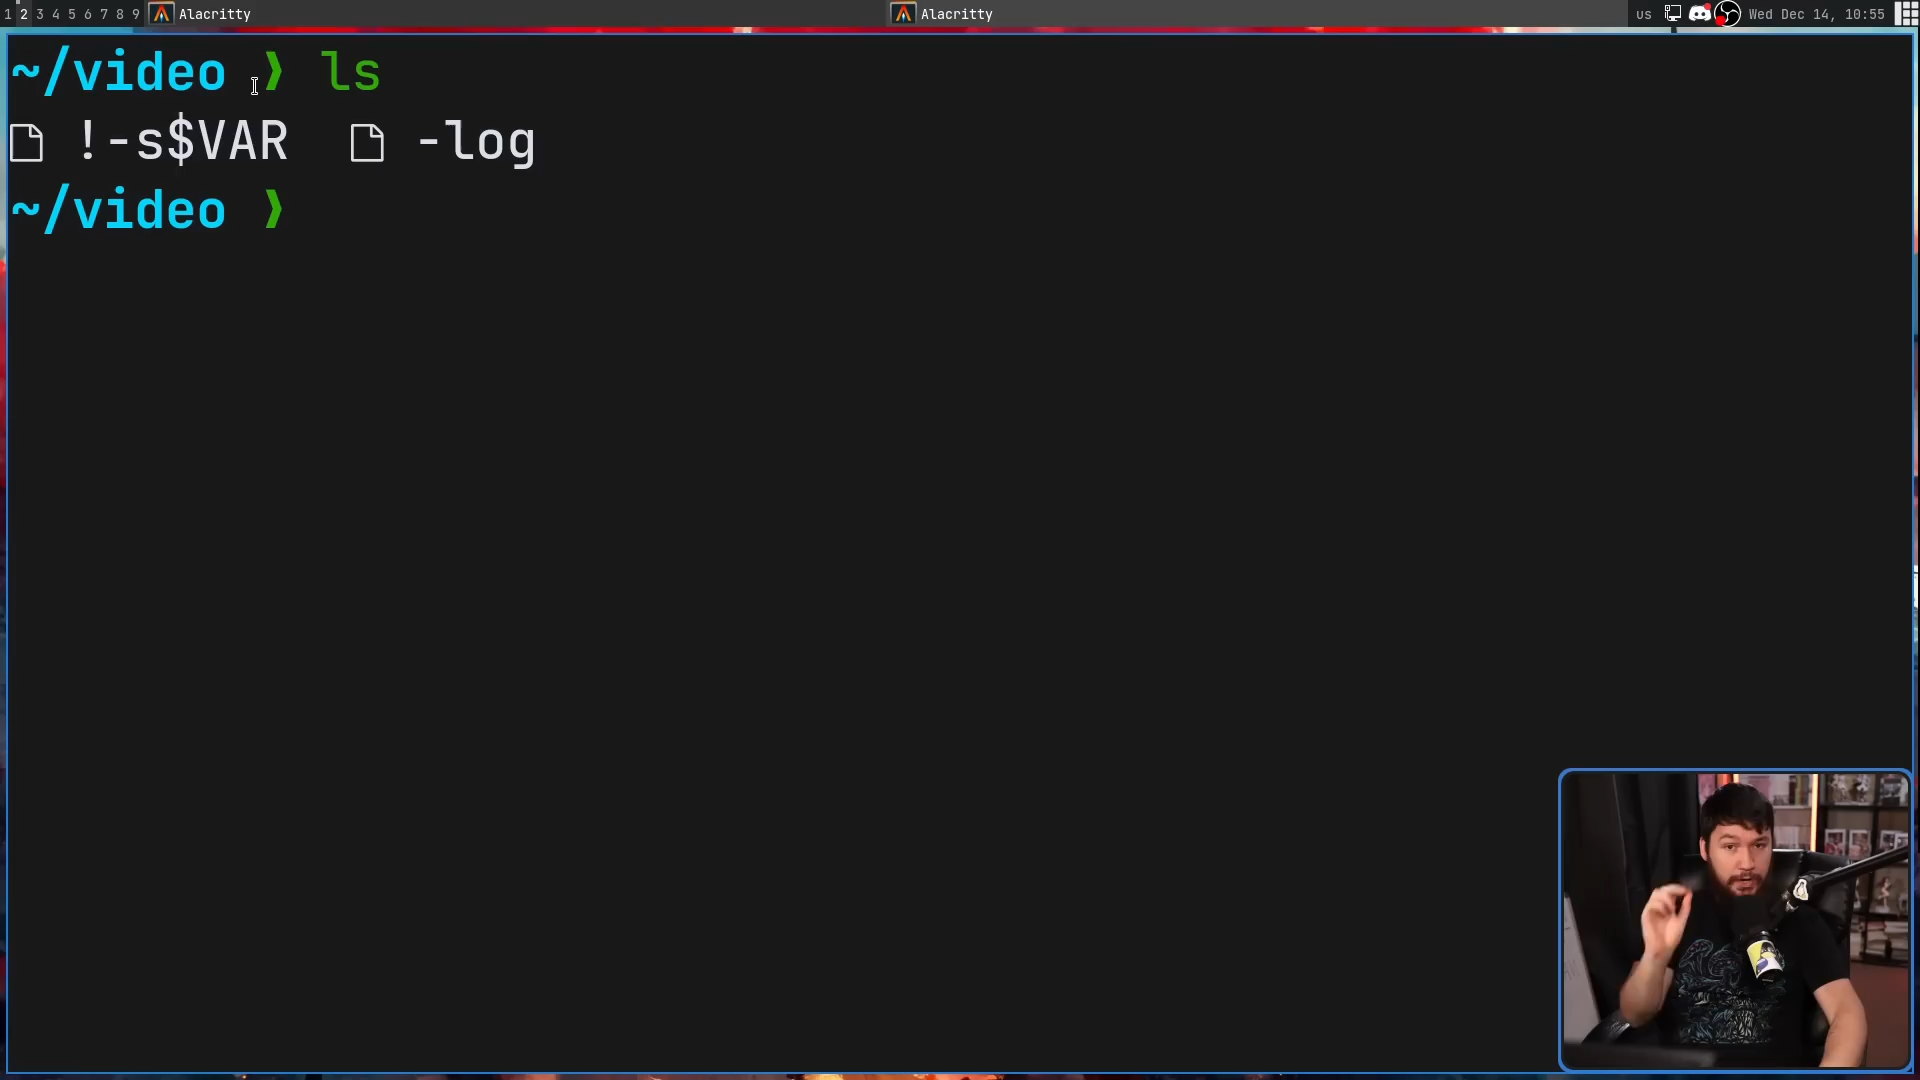 1 2 3 4 5 6 7 8 9 Alacritty Alacritty us Wed Dec 14, 10:55
~/video ❯ ls
!-s$VAR -log
~/video ❯